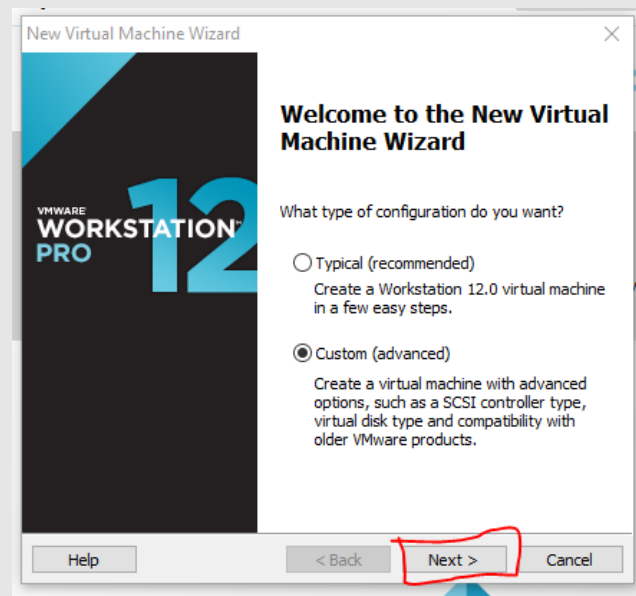 New Virtual Machine Wizard
VMWARE
WORKSTATION™
PRO
12
Welcome to the New Virtual
Machine Wizard
What type of configuration do you want?
Typical (recommended)
Create a Workstation 12.0 virtual machine
in a few easy steps.
Custom (advanced)
Create a virtual machine with advanced
options, such as a SCSI controller type,
virtual disk type and compatibility with
older VMware products.
Help
< Back
Next >
Cancel